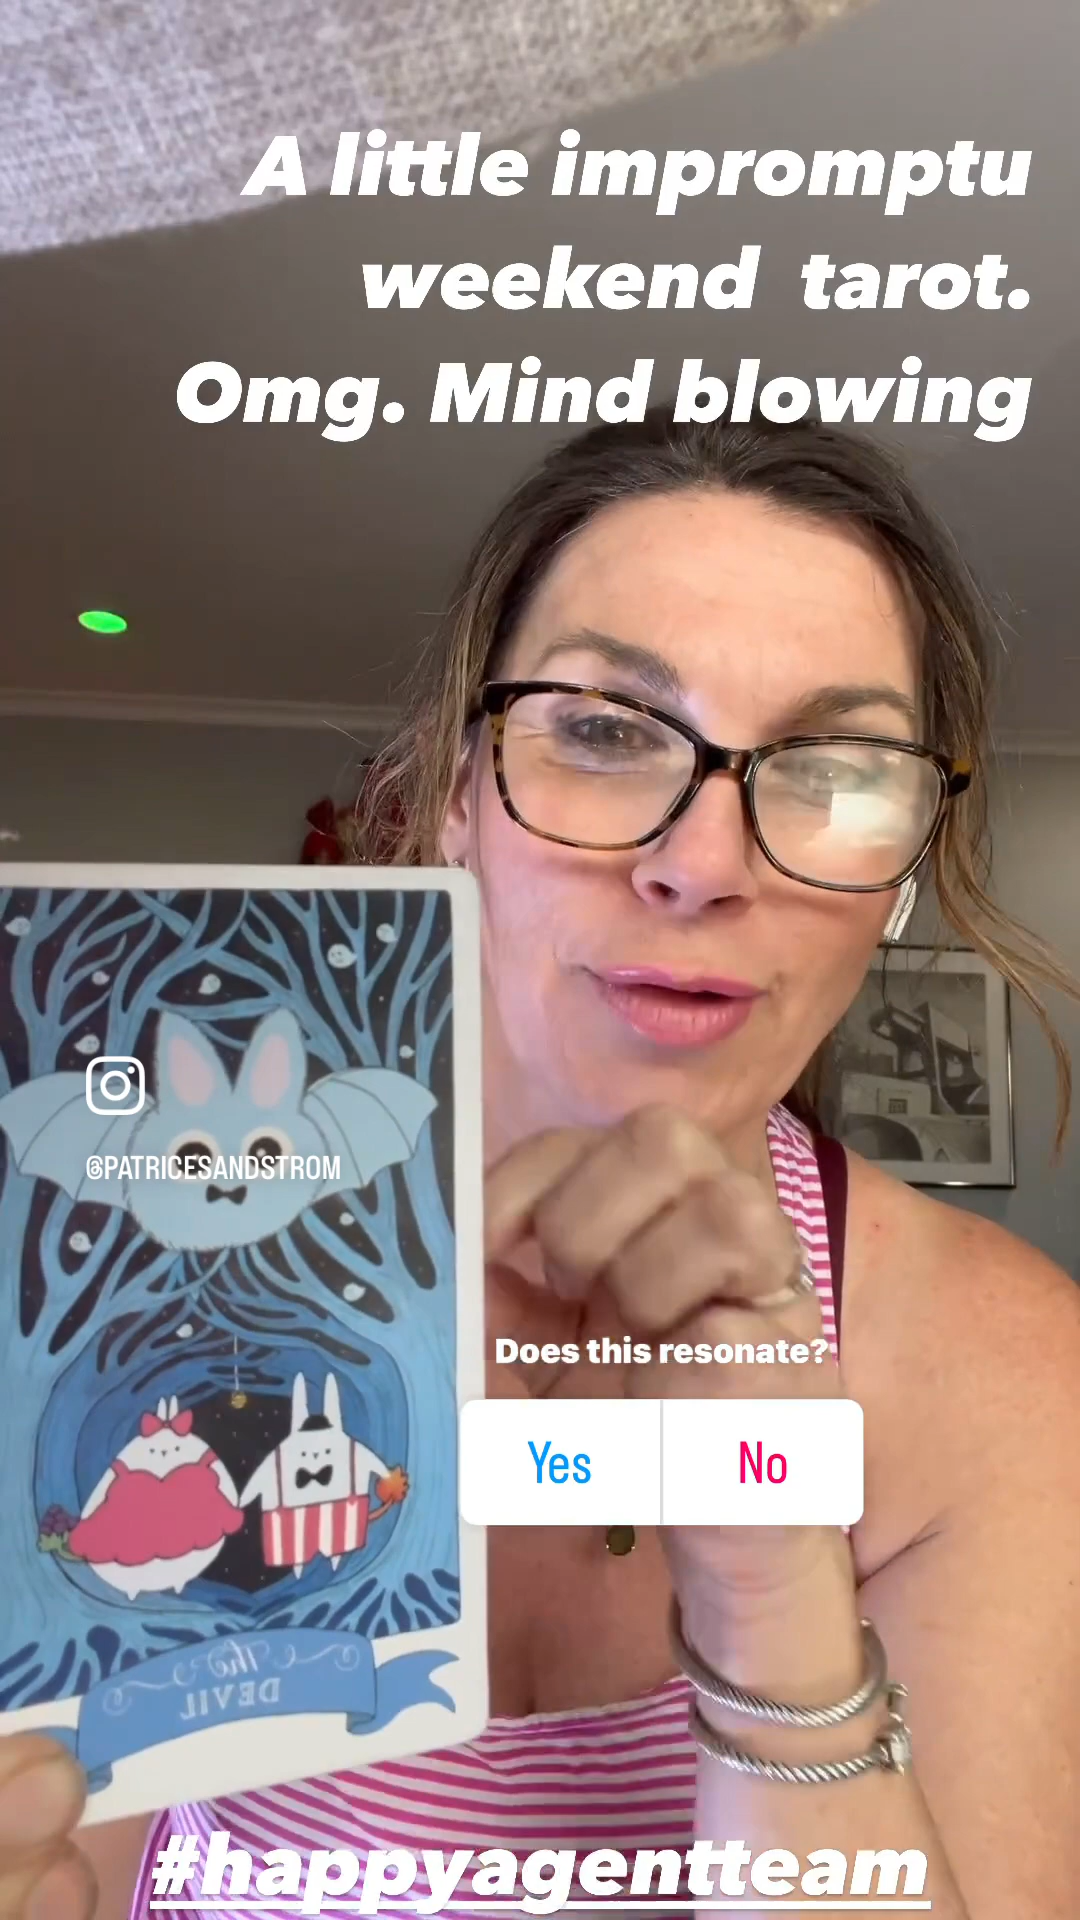 A little impromptu
weekend tarot.
Omg. Mind blowing
@PATRICESANDSTROM
Does this resonate?
Yes
No
The
DEVIL
#happyagentteam